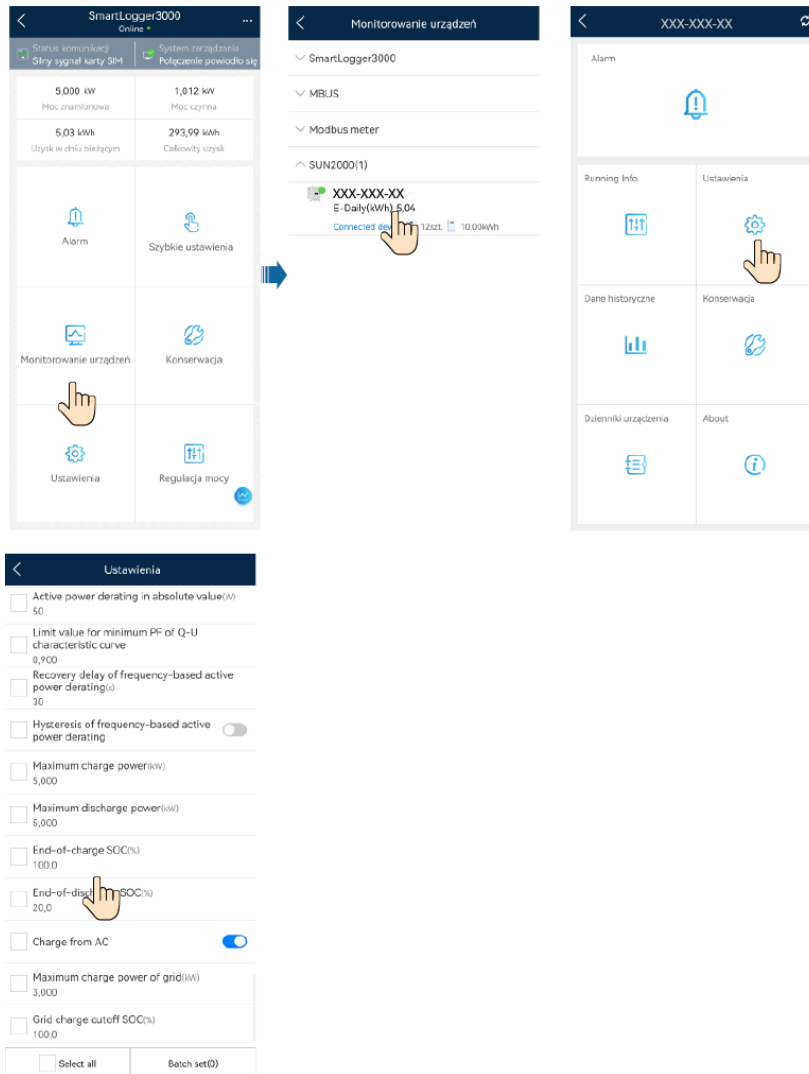 SmartLogger3000
...
Online
Status komunikacji
Silny sygnał karty SIM
System zarządzania
Połączenie powiodło się
5,000 kW
Moc znamionowa
1,012 kW
Moc czynna
5,03 kWh
Uzysk w dniu bieżącym
293,99 kWh
Całkowity uzysk
Alarm
Szybkie ustawienia
Monitorowanie urządzeń
Konserwacja
Ustawienia
Regulacja mocy
Monitorowanie urządzeń
SmartLogger3000
MBUS
Modbus meter
SUN2000(1)
XXX-XXX-XX
E-Daily(kWh) 5,04
Connected 12szt. 10,00kWh
XXX-XXX-XX
Alarm
Running Info.
Ustawienia
Dane historyczne
Konserwacja
Dzienniki urządzenia
About
Ustawienia
Active power derating in absolute value(W)
50
Limit value for minimum PF of Q-U
characteristic curve
0,900
Recovery delay of frequency-based active
power derating(s)
30
Hysteresis of frequency-based active
power derating
Maximum charge power(kW)
5,000
Maximum discharge power(kW)
5,000
End-of-charge SOC(%)
100,0
End-of-disch SOC(%)
20,0
Charge from AC
Maximum charge power of grid(kW)
3,000
Grid charge cutoff SOC(%)
100,0
Select all
Batch set(0)